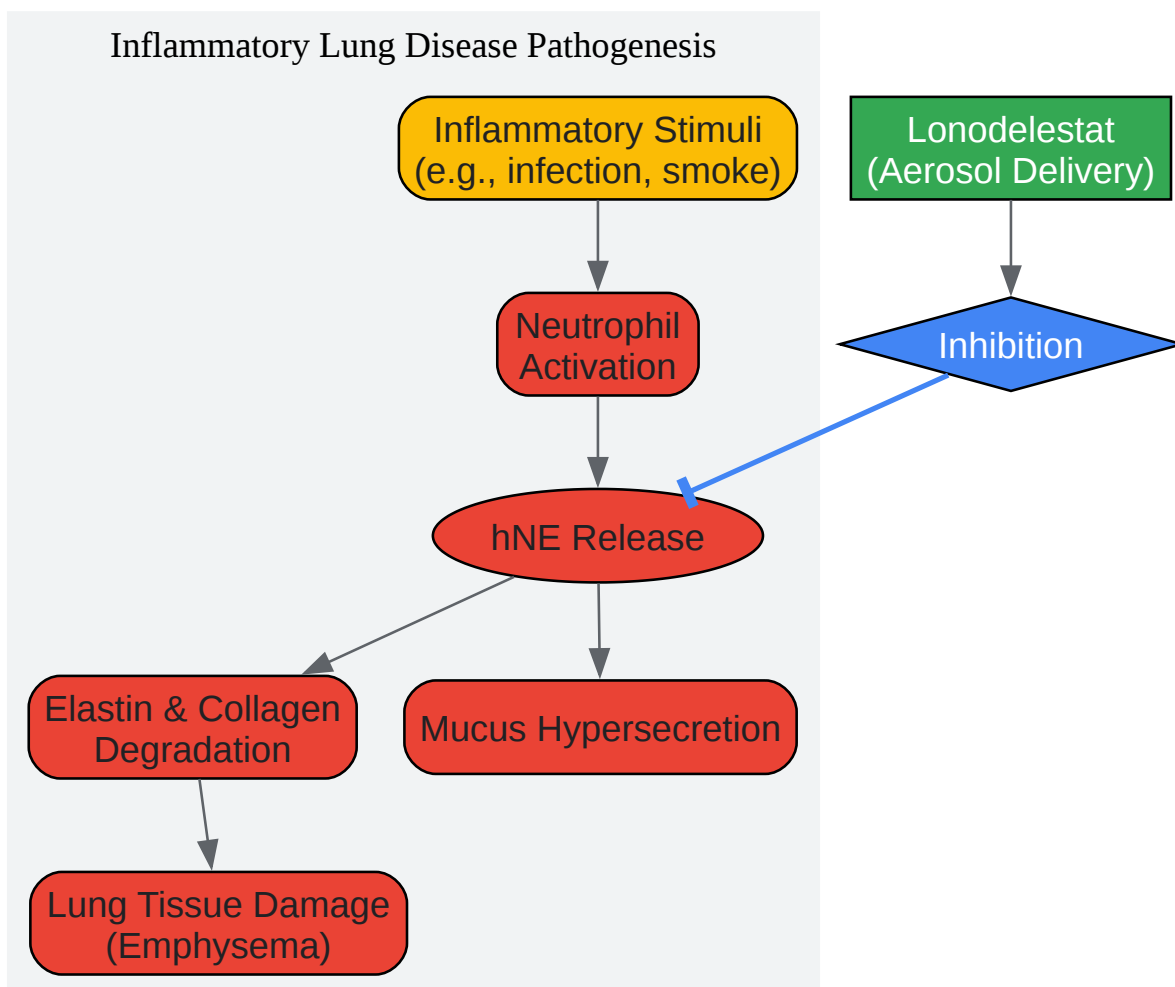 Inflammatory Lung Disease Pathogenesis
Inflammatory Stimuli
(e.g., infection, smoke)
Lonodelestat
(Aerosol Delivery)
Neutrophil
Activation
Inhibition
hNE Release
Elastin & Collagen
Degradation
Mucus Hypersecretion
Lung Tissue Damage
(Emphysema)